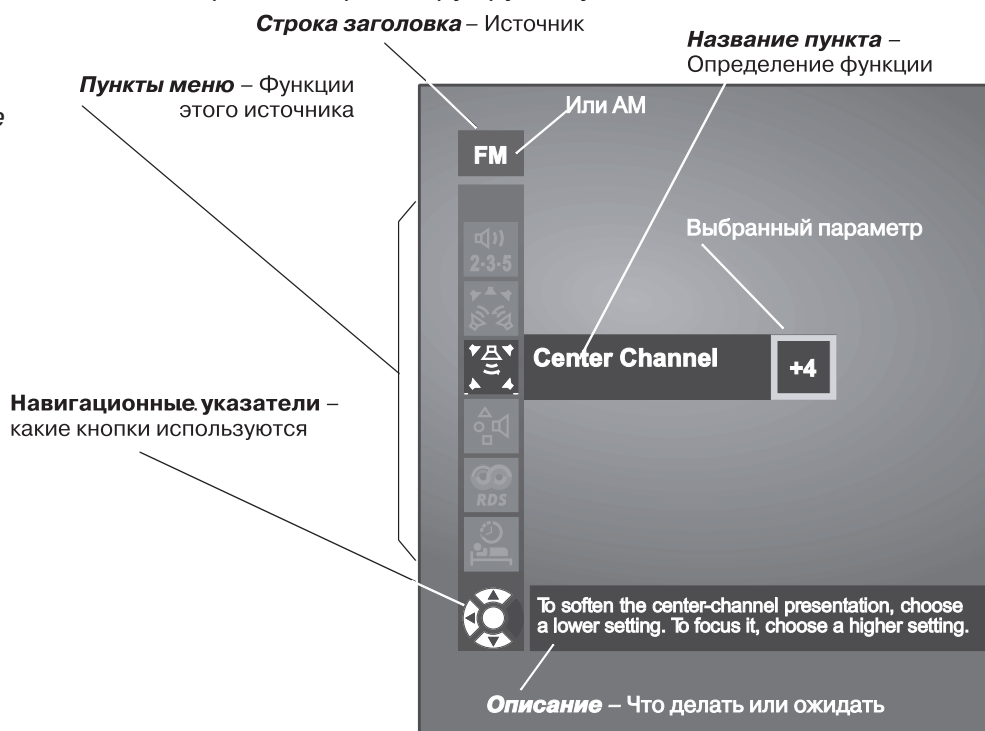 Строка заголовка – Источник
Название пункта –
Определение функции
Пункты меню – Функции
этого источника
е
Или AM
FM
2·3·5
Выбранный параметр
Center Channel
+4
Навигационные указатели –
какие кнопки используются
RDS
To soften the center-channel presentation, choose
a lower setting. To focus it, choose a higher setting.
Описание – Что делать или ожидать